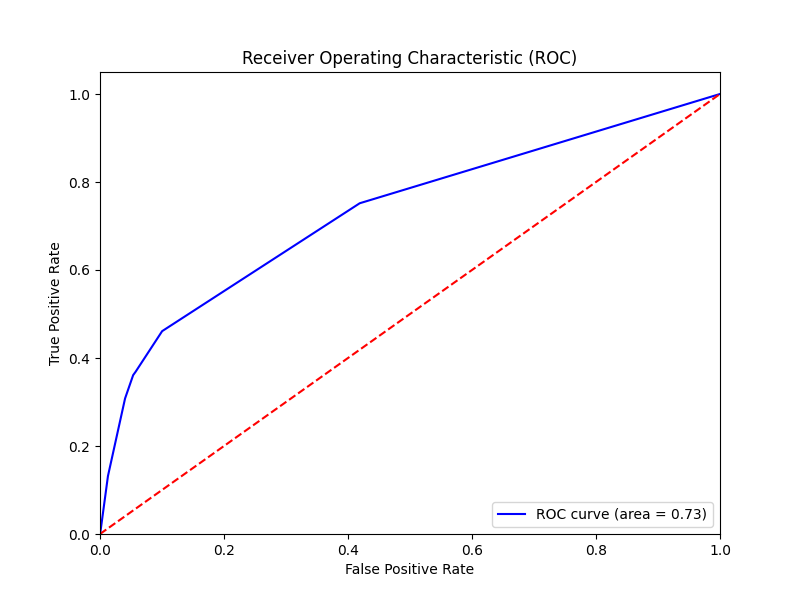 Receiver Operating Characteristic (ROC)
True Positive Rate
1.0
0.8
0.6
0.4
0.2
0.0
ROC curve (area = 0.73)
0.0 0.2 0.4 0.6 0.8 1.0
False Positive Rate